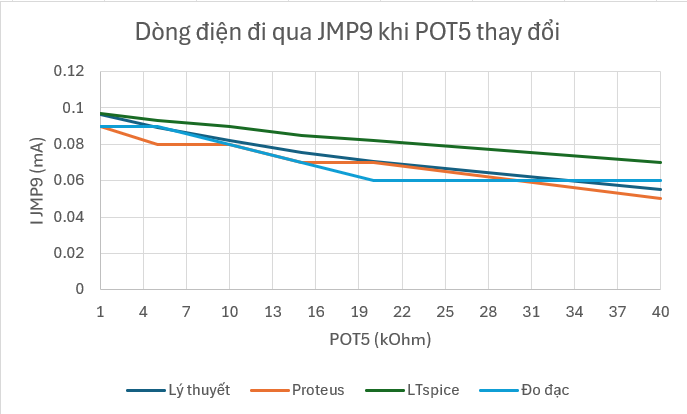 Dòng điện đi qua JMP9 khi POT5 thay đổi
0.12
0.1
0.08
0.06
0.04
0.02
0
I JMP9 (mA)
1 4 7 10 13 16 19 22 25 28 31 34 37 40
POT5 (kOhm)
Lý thuyết Proteus LTspice Đo đạc